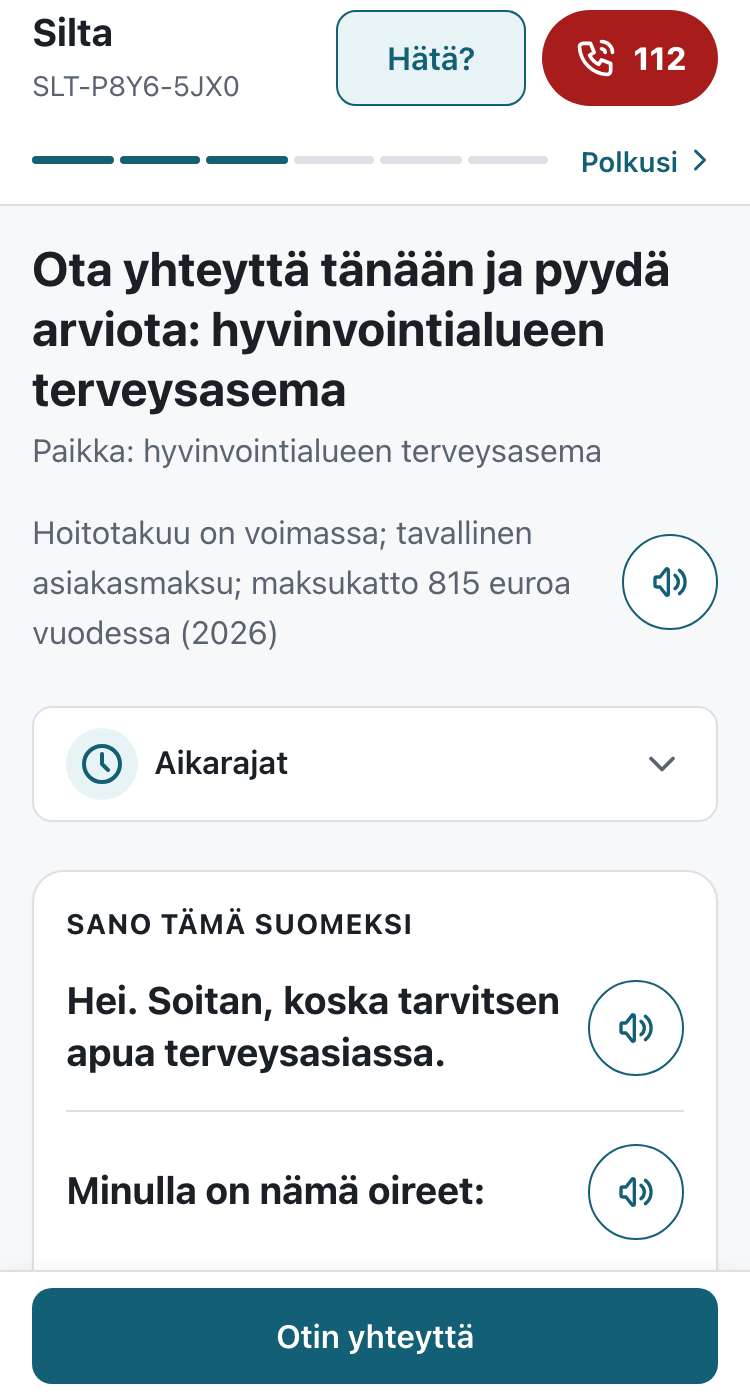 Silta
SLT-P8Y6-5JX0
Hätä?
112
Polkusi
Ota yhteyttä tänään ja pyydä
arviota: hyvinvointialueen
terveysasema
Paikka: hyvinvointialueen terveysasema
Hoitotakuu on voimassa; tavallinen
asiakasmaksu; maksukatto 815 euroa
vuodessa (2026)
Aikarajat
SANO TÄMÄ SUOMEKSI
Hei. Soitan, koska tarvitsen
apua terveysasiassa.
Minulla on nämä oireet:
Otin yhteyttä